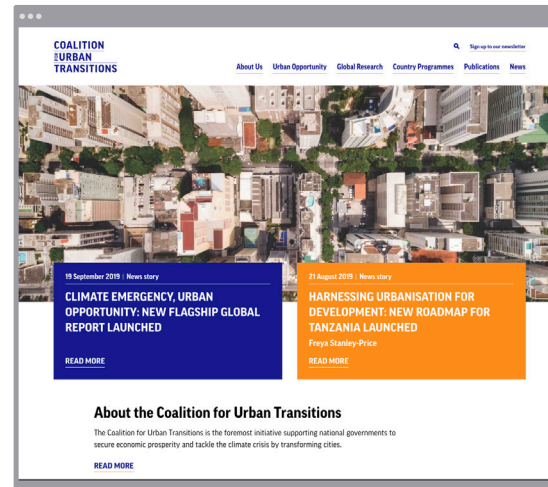 COALITION
FOR URBAN
TRANSITIONS
Sign up to our newsletter
About Us Urban Opportunity Global Research Country Programmes Publications News
19 September 2019 | News story
CLIMATE EMERGENCY, URBAN
OPPORTUNITY: NEW FLAGSHIP GLOBAL
REPORT LAUNCHED
READ MORE
21 August 2019 | News story
HARNESSING URBANISATION FOR
DEVELOPMENT: NEW ROADMAP FOR
TANZANIA LAUNCHED
Freya Stanley-Price
READ MORE
About the Coalition for Urban Transitions
The Coalition for Urban Transitions is the foremost initiative supporting national governments to
secure economic prosperity and tackle the climate crisis by transforming cities.
READ MORE